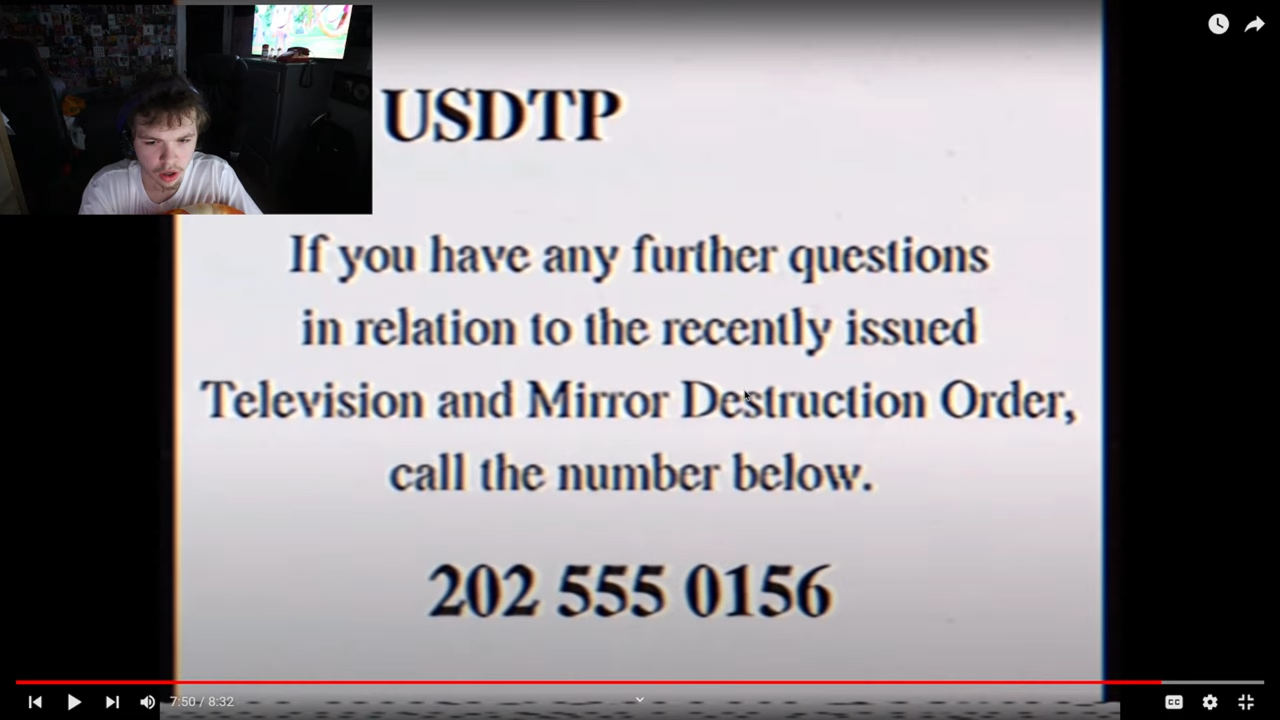 USDTP
If you have any further questions
in relation to the recently issued
Television and Mirror Destruction Order,
call the number below.
202 555 0156
7:50 / 8:32
CC